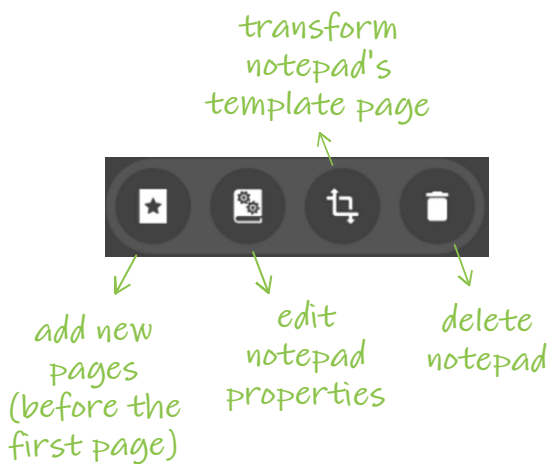 transform
notepad's
template page
add new
pages
(before the
first page)
edit
notepad
properties
delete
notepad